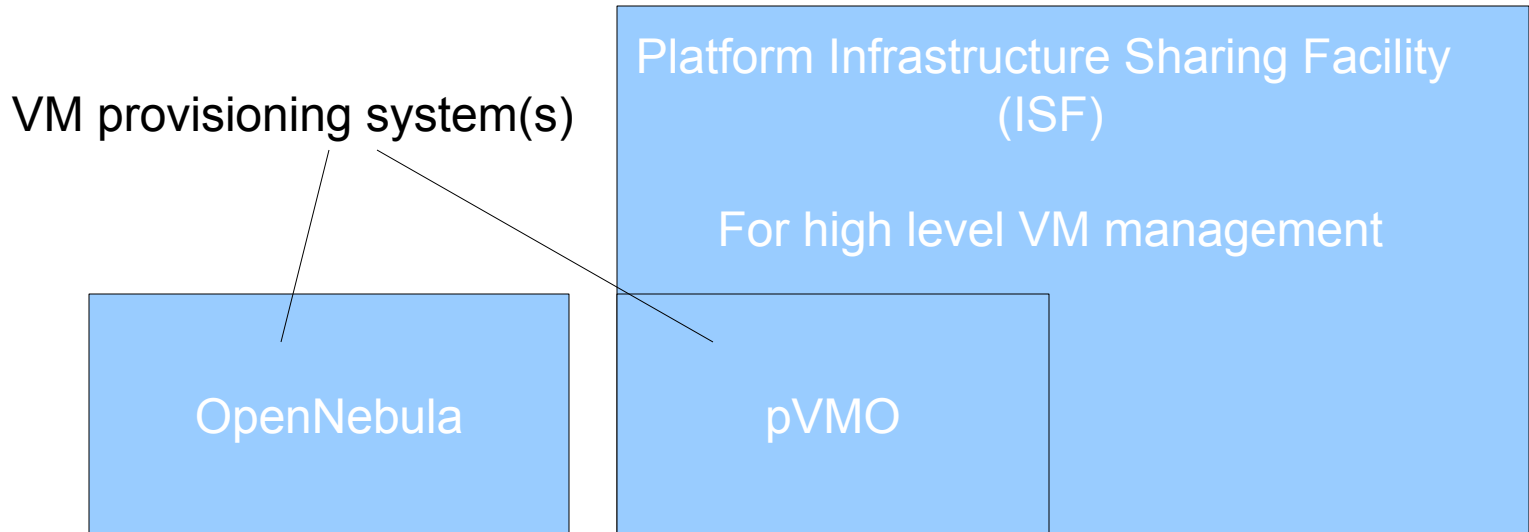 Platform Infrastructure Sharing Facility
(ISF)
VM provisioning system(s)
For high level VM management
OpenNebula
pVMO